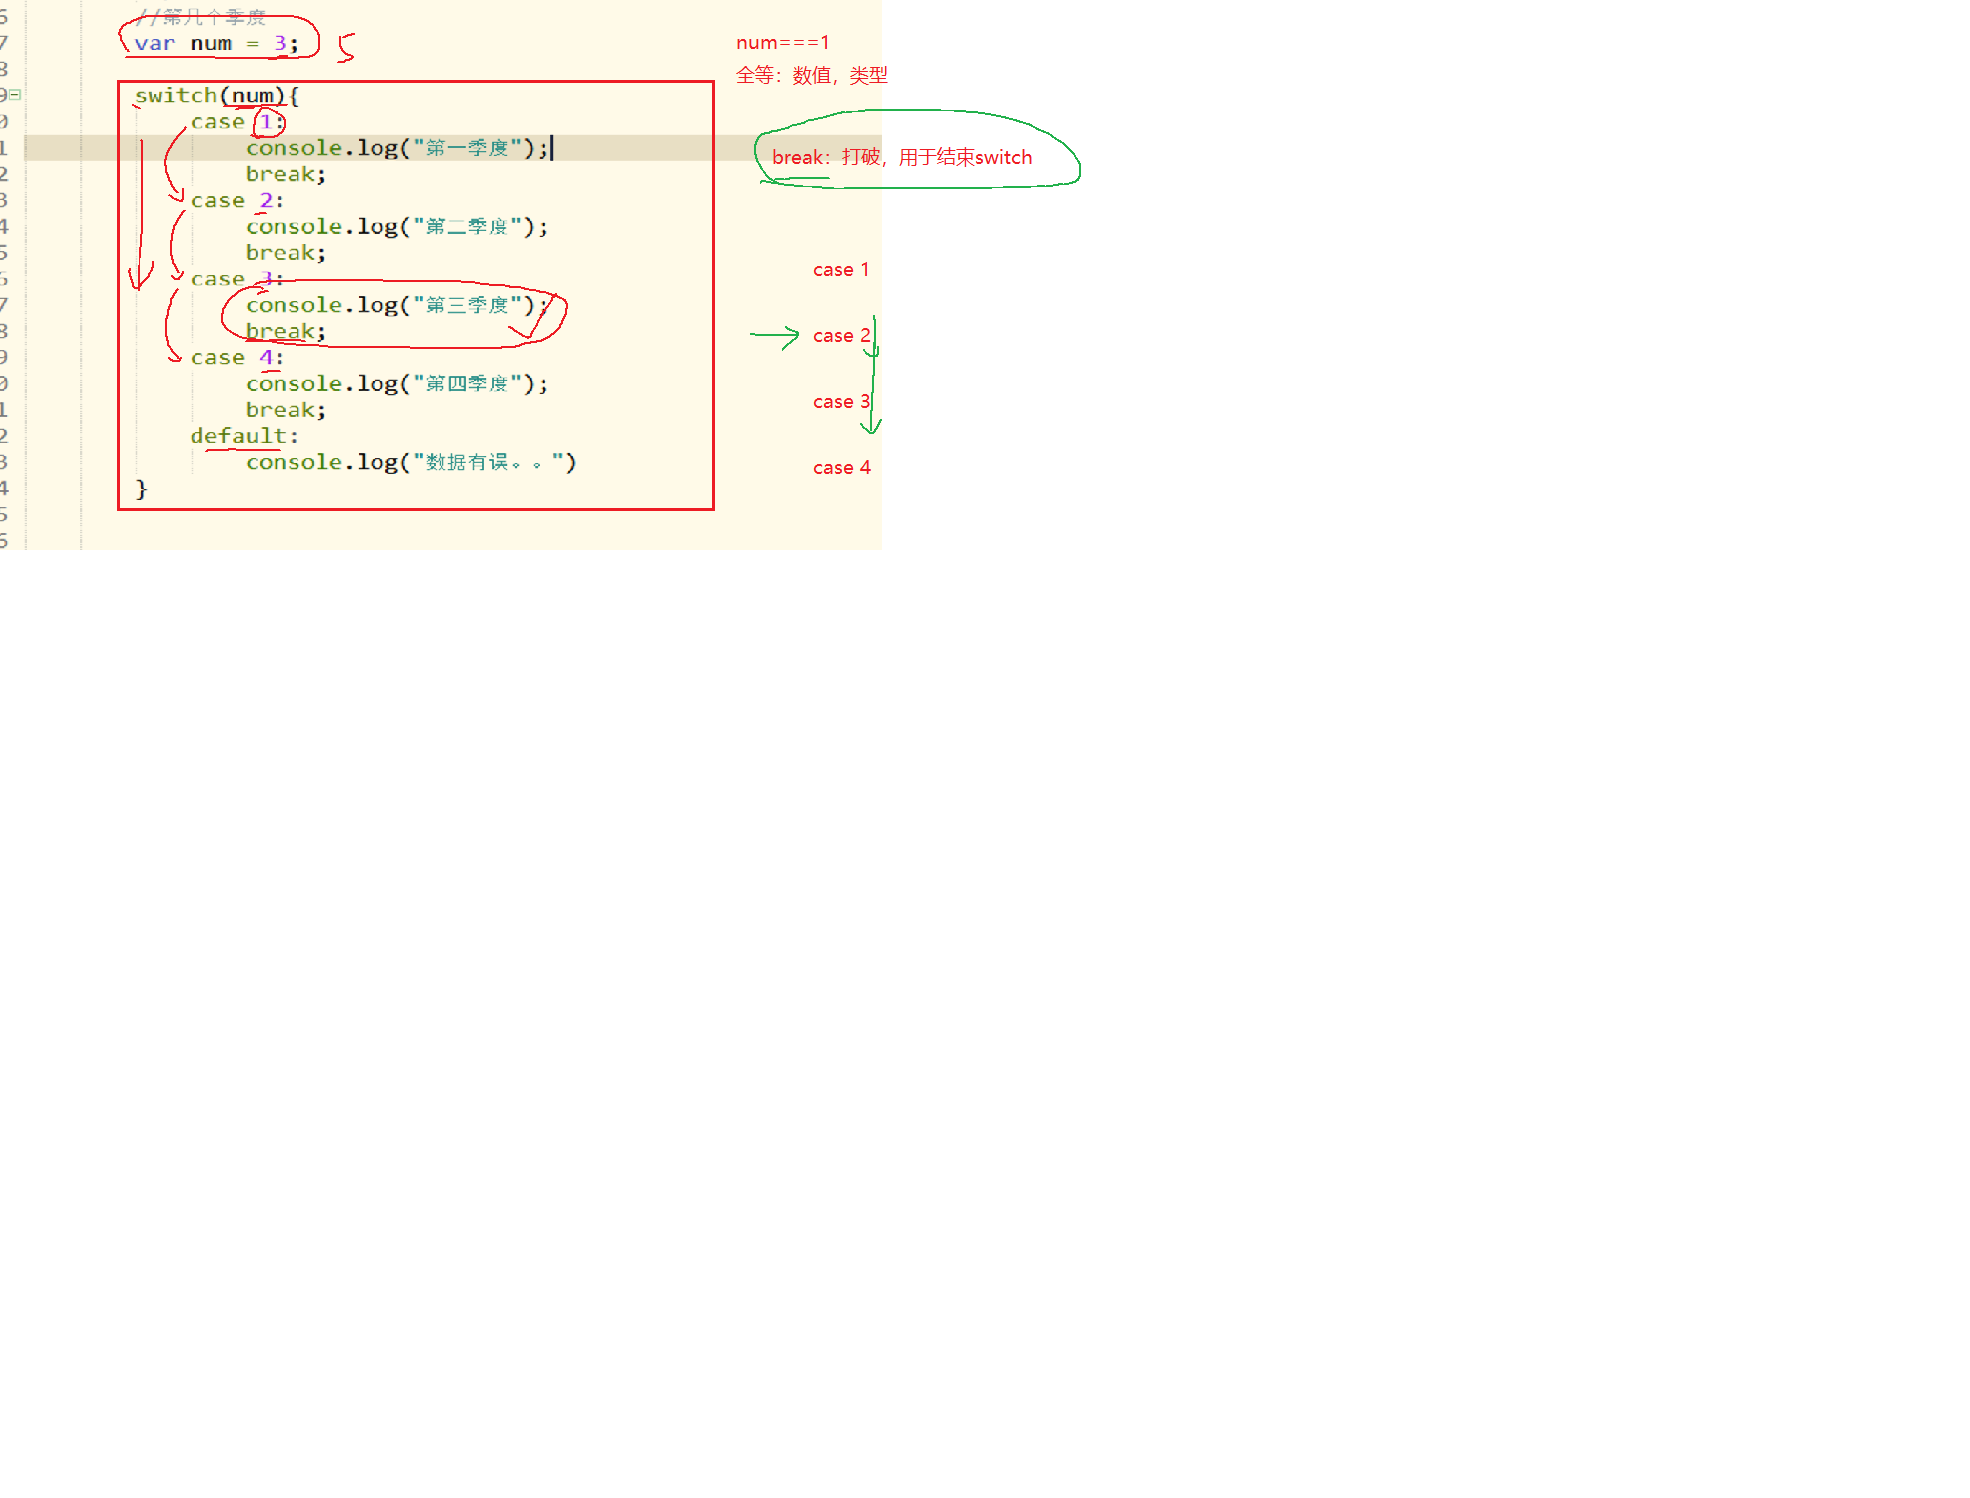 //第几个季度
var num = 3;
5
switch(num){
case 1:
console.log("第一季度");
break;
case 2:
console.log("第二季度");
break;
case 3:
console.log("第三季度");
break;
case 4:
console.log("第四季度");
break;
default:
console.log("数据有误。。")
}
num===1
全等：数值，类型
break：打破，用于结束switch
case 1
case 2
case 3
case 4